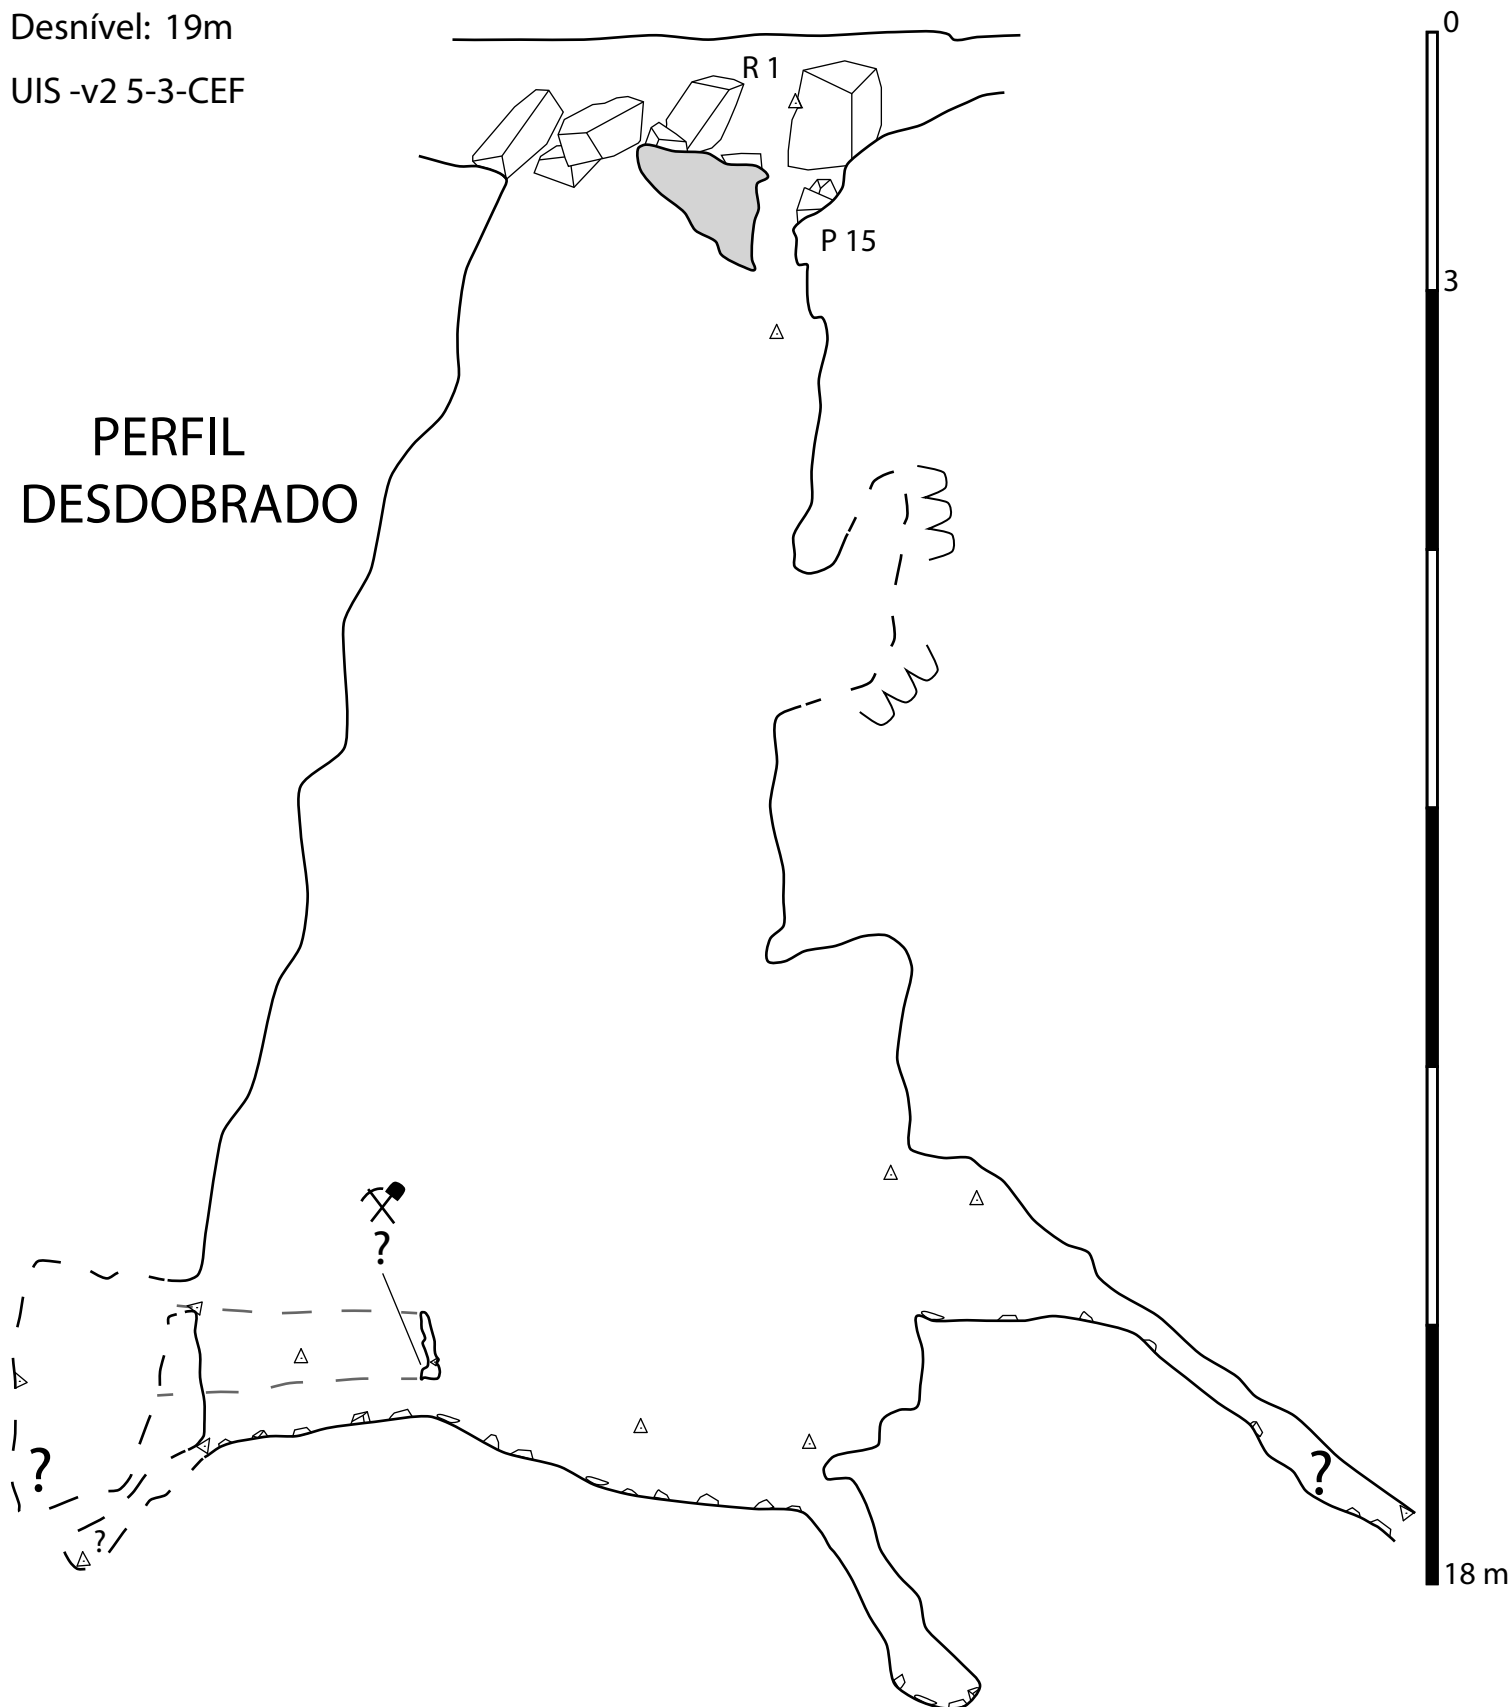 Desnível: 19m
UIS -v2 5-3-CEF
0
R 1
P 15
3
PERFIL
DESDOBRADO
?
?
?
?
18 m